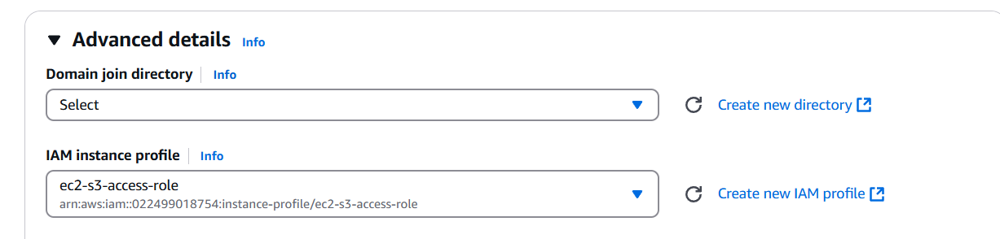 Advanced details Info
Domain join directory Info
Select
Create new directory
IAM instance profile Info
ec2-s3-access-role
arn:aws:iam::022499018754:instance-profile/ec2-s3-access-role
Create new IAM profile